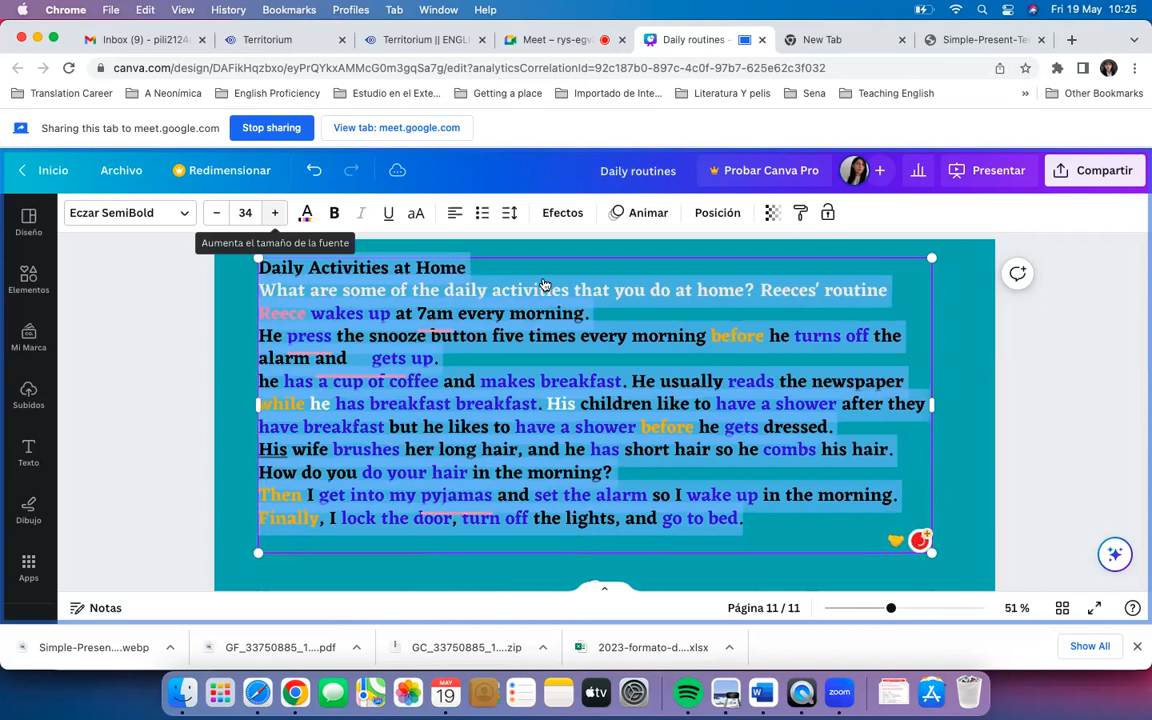 Chrome File Edit View History Bookmarks Profiles Tab Window Help Fri 19 May 10:25
Inbox (9) - pili2124 Territorium Territorium || ENGL Meet – rys-egv Daily routines - New Tab Simple-Present-Te
canva.com/design/DAFikHqzbxo/eyPrQYkxAMMcG0m3gqSa7g/edit?analyticsCorrelationId=92c187b0-897c-4c0f-97b7-625e62c3f032
Translation Career A Neonímica English Proficiency Estudio en el Exte... Getting a place Importado de Inte... Literatura Y pelis Sena Teaching English » Other Bookmarks
Sharing this tab to meet.google.com Stop sharing View tab: meet.google.com
Inicio Archivo Redimensionar Daily routines Probar Canva Pro Presentar Compartir
Eczar SemiBold − 34 + A B I U aA Efectos Animar Posición
Aumenta el tamaño de la fuente
Diseño
Elementos
Mi Marca
Subidos
Texto
Dibujo
Apps
Daily Activities at Home
What are some of the daily activities that you do at home? Reeces' routine
Reece wakes up at 7am every morning.
He press the snooze button five times every morning before he turns off the
alarm and gets up.
he has a cup of coffee and makes breakfast. He usually reads the newspaper
while he has breakfast breakfast. His children like to have a shower after they
have breakfast but he likes to have a shower before he gets dressed.
His wife brushes her long hair, and he has short hair so he combs his hair.
How do you do your hair in the morning?
Then I get into my pyjamas and set the alarm so I wake up in the morning.
Finally, I lock the door, turn off the lights, and go to bed.
Notas Página 11 / 11 51 %
Simple-Presen....webp GF_33750885_1....pdf GC_33750885_1....zip 2023-formato-d....xlsx Show All
MAY
19
tv
W
zoom